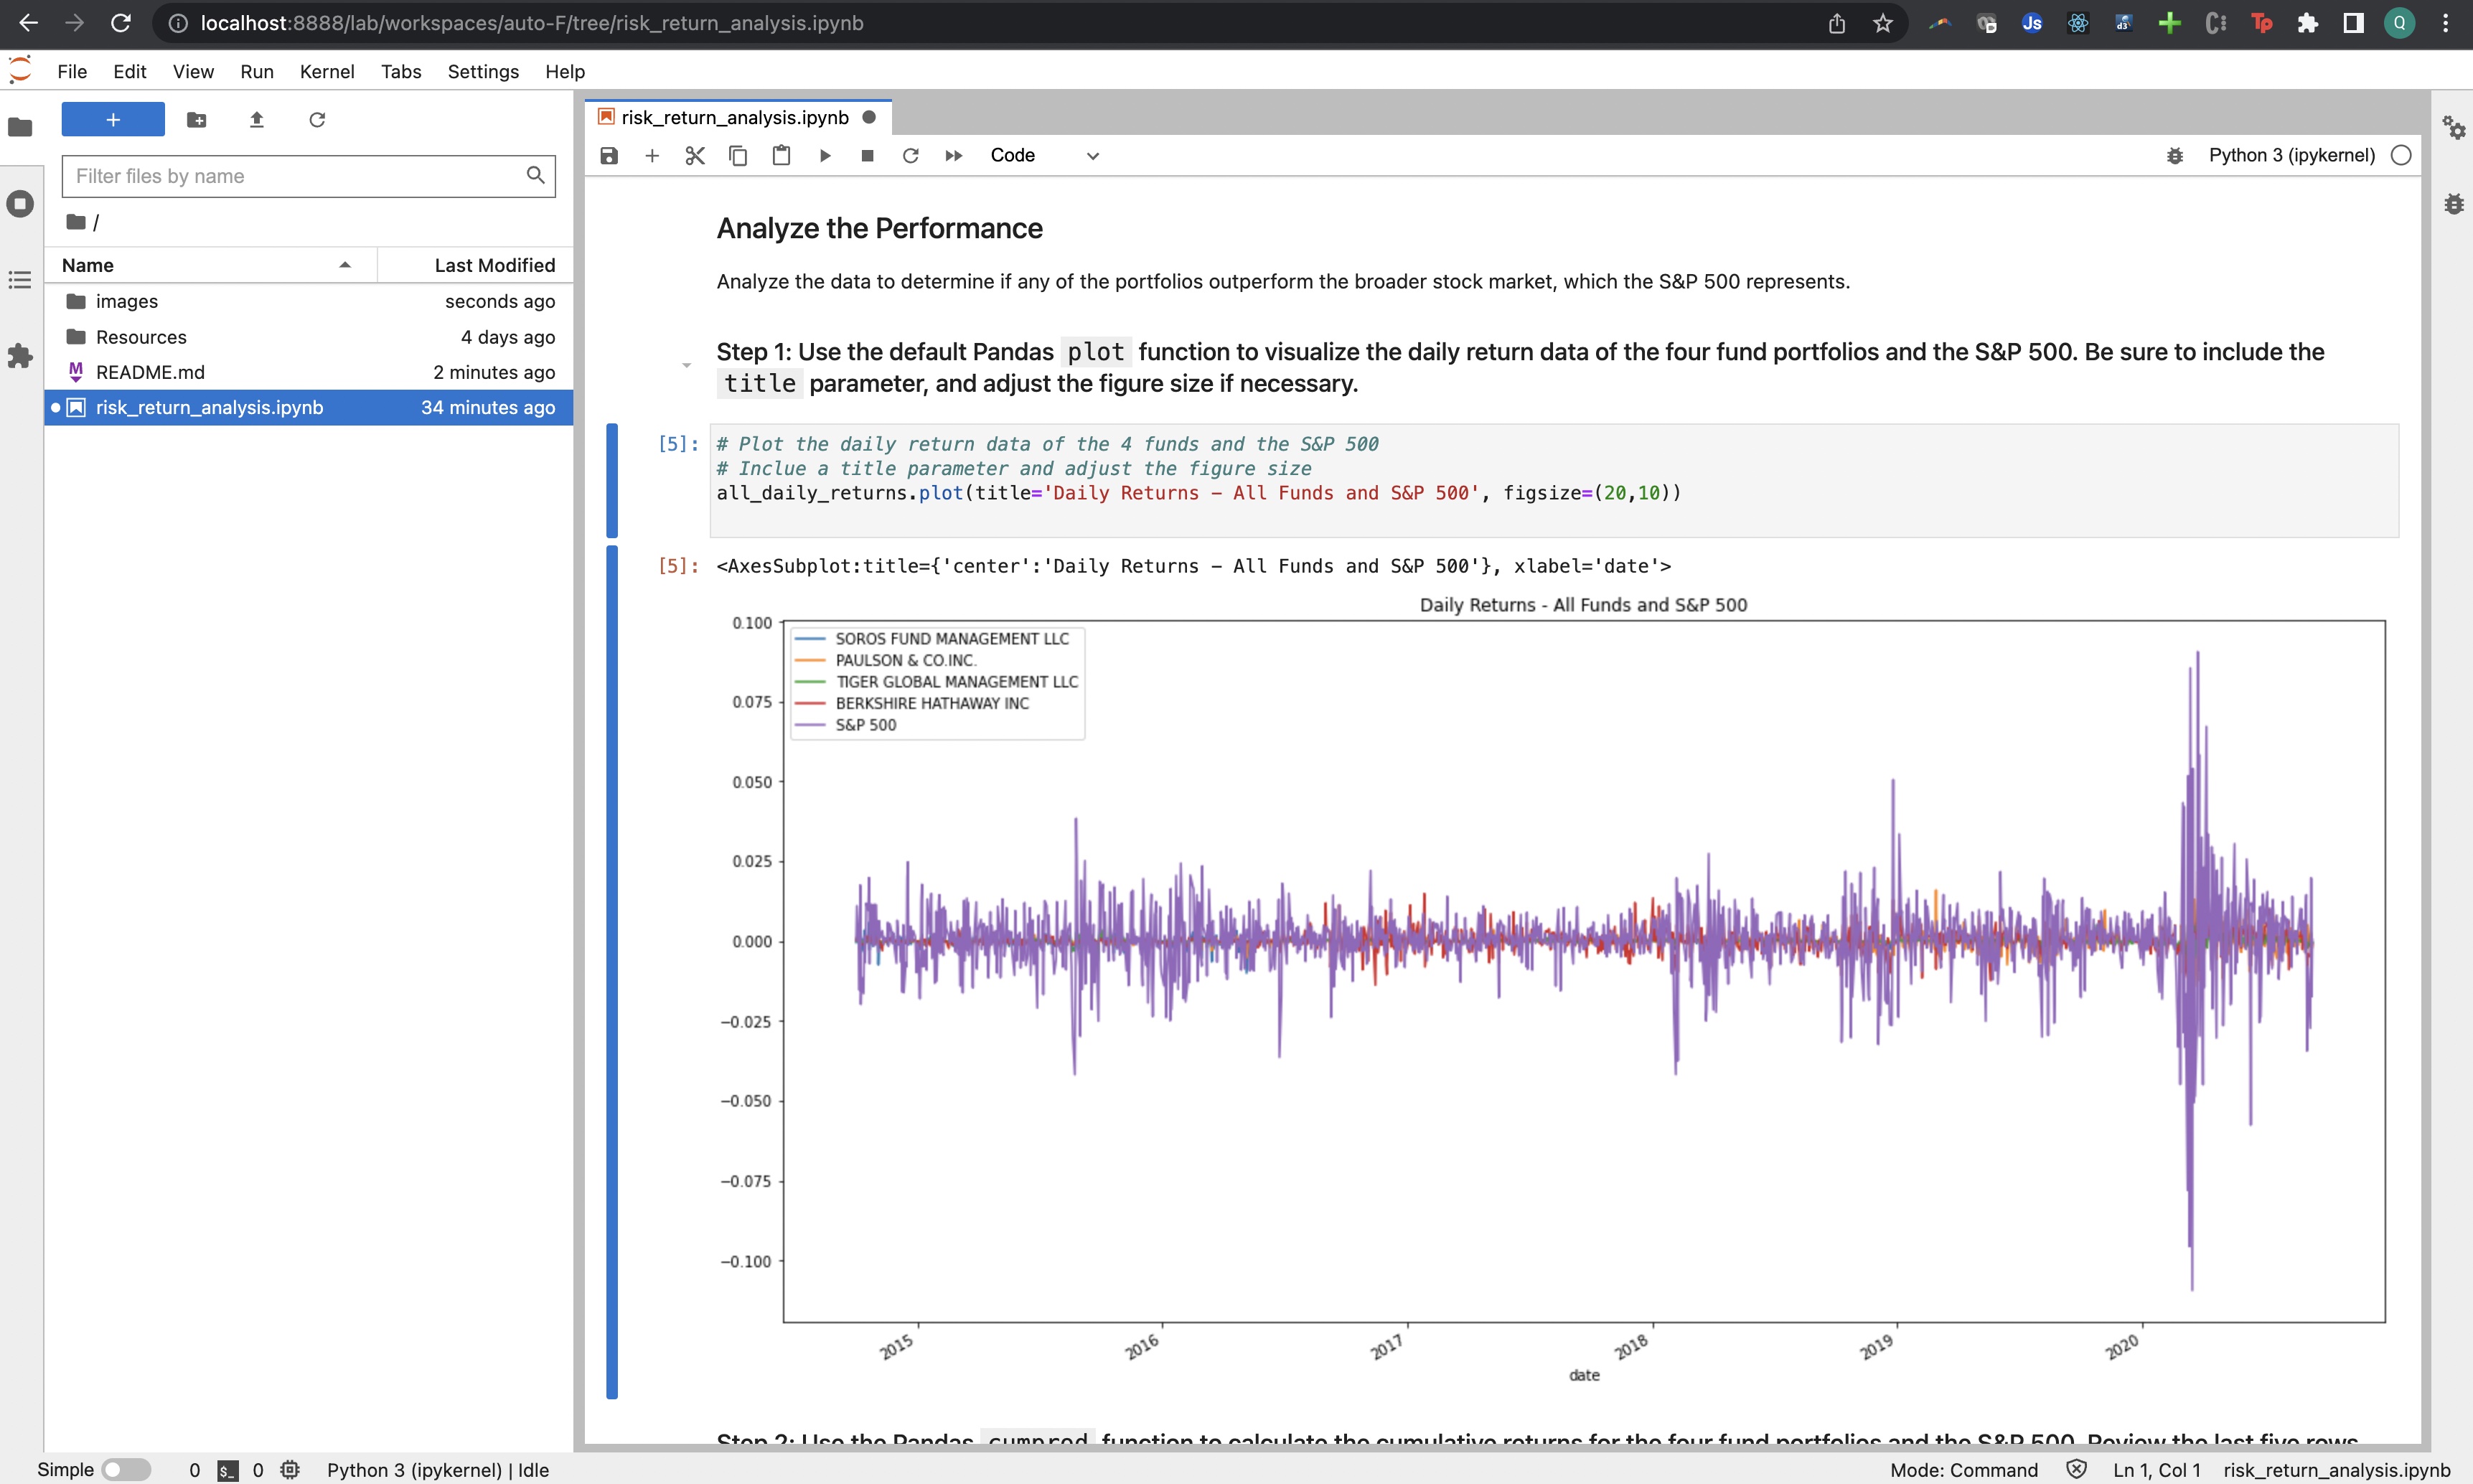 localhost:8888/lab/workspaces/auto-F/tree/risk_return_analysis.ipynb
Js
d3
Tp
Q
File Edit View Run Kernel Tabs Settings Help
Filter files by name
/
Name Last Modified
images seconds ago
Resources 4 days ago
README.md 2 minutes ago
risk_return_analysis.ipynb 34 minutes ago
risk_return_analysis.ipynb
Code
Python 3 (ipykernel)
Analyze the Performance
Analyze the data to determine if any of the portfolios outperform the broader stock market, which the S&P 500 represents.
Step 1: Use the default Pandas plot function to visualize the daily return data of the four fund portfolios and the S&P 500. Be sure to include the
title parameter, and adjust the figure size if necessary.
[5]: # Plot the daily return data of the 4 funds and the S&P 500
# Inclue a title parameter and adjust the figure size
all_daily_returns.plot(title='Daily Returns - All Funds and S&P 500', figsize=(20,10))
[5]: <AxesSubplot:title={'center':'Daily Returns - All Funds and S&P 500'}, xlabel='date'>
Daily Returns - All Funds and S&P 500
SOROS FUND MANAGEMENT LLC
PAULSON & CO.INC.
TIGER GLOBAL MANAGEMENT LLC
BERKSHIRE HATHAWAY INC
S&P 500
0.100
0.075
0.050
0.025
0.000
−0.025
−0.050
−0.075
−0.100
2015 2016 2017 2018 2019 2020
date
Step 2: Use the Pandas cumprod function to calculate the cumulative returns for the four fund portfolios and the S&P 500. Review the last five rows
Simple 0 $_ 0 Python 3 (ipykernel) | Idle Mode: Command Ln 1, Col 1 risk_return_analysis.ipynb